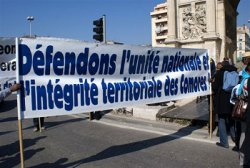 Défendons l'unité nationale et
l'intégrité territoriale des Comores